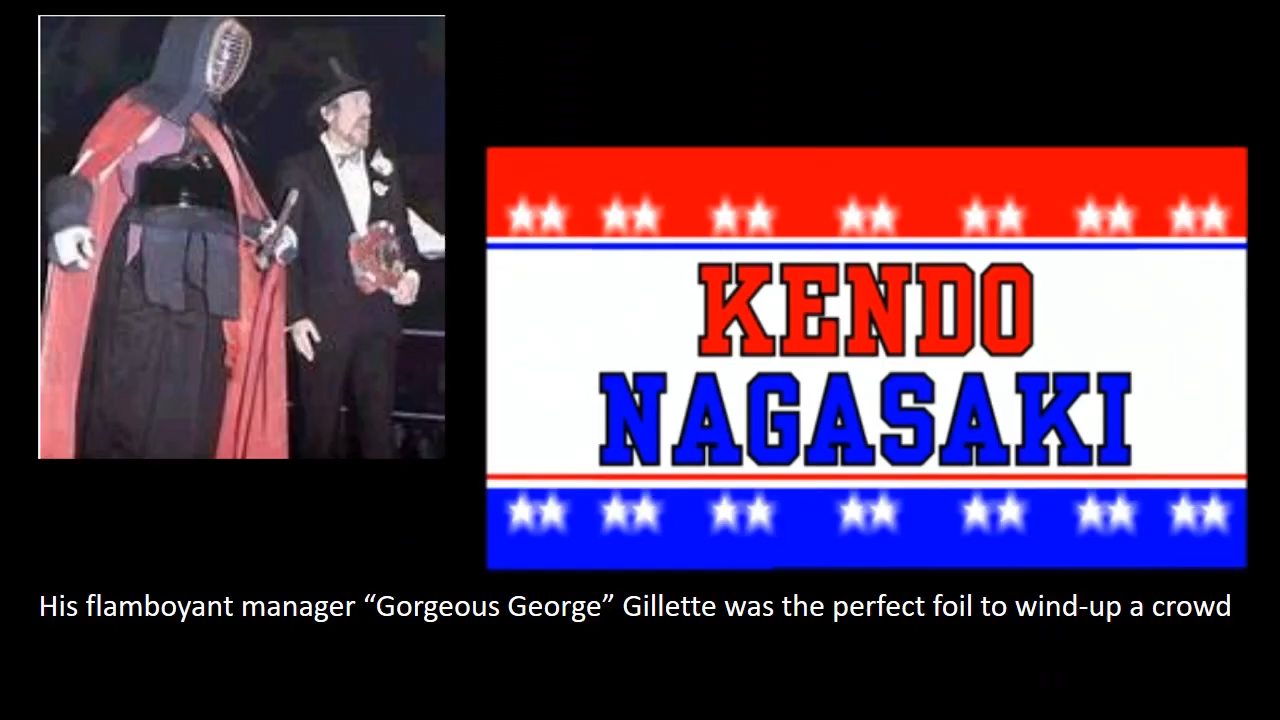 KENDO
NAGASAKI
His flamboyant manager “Gorgeous George” Gillette was the perfect foil to wind-up a crowd